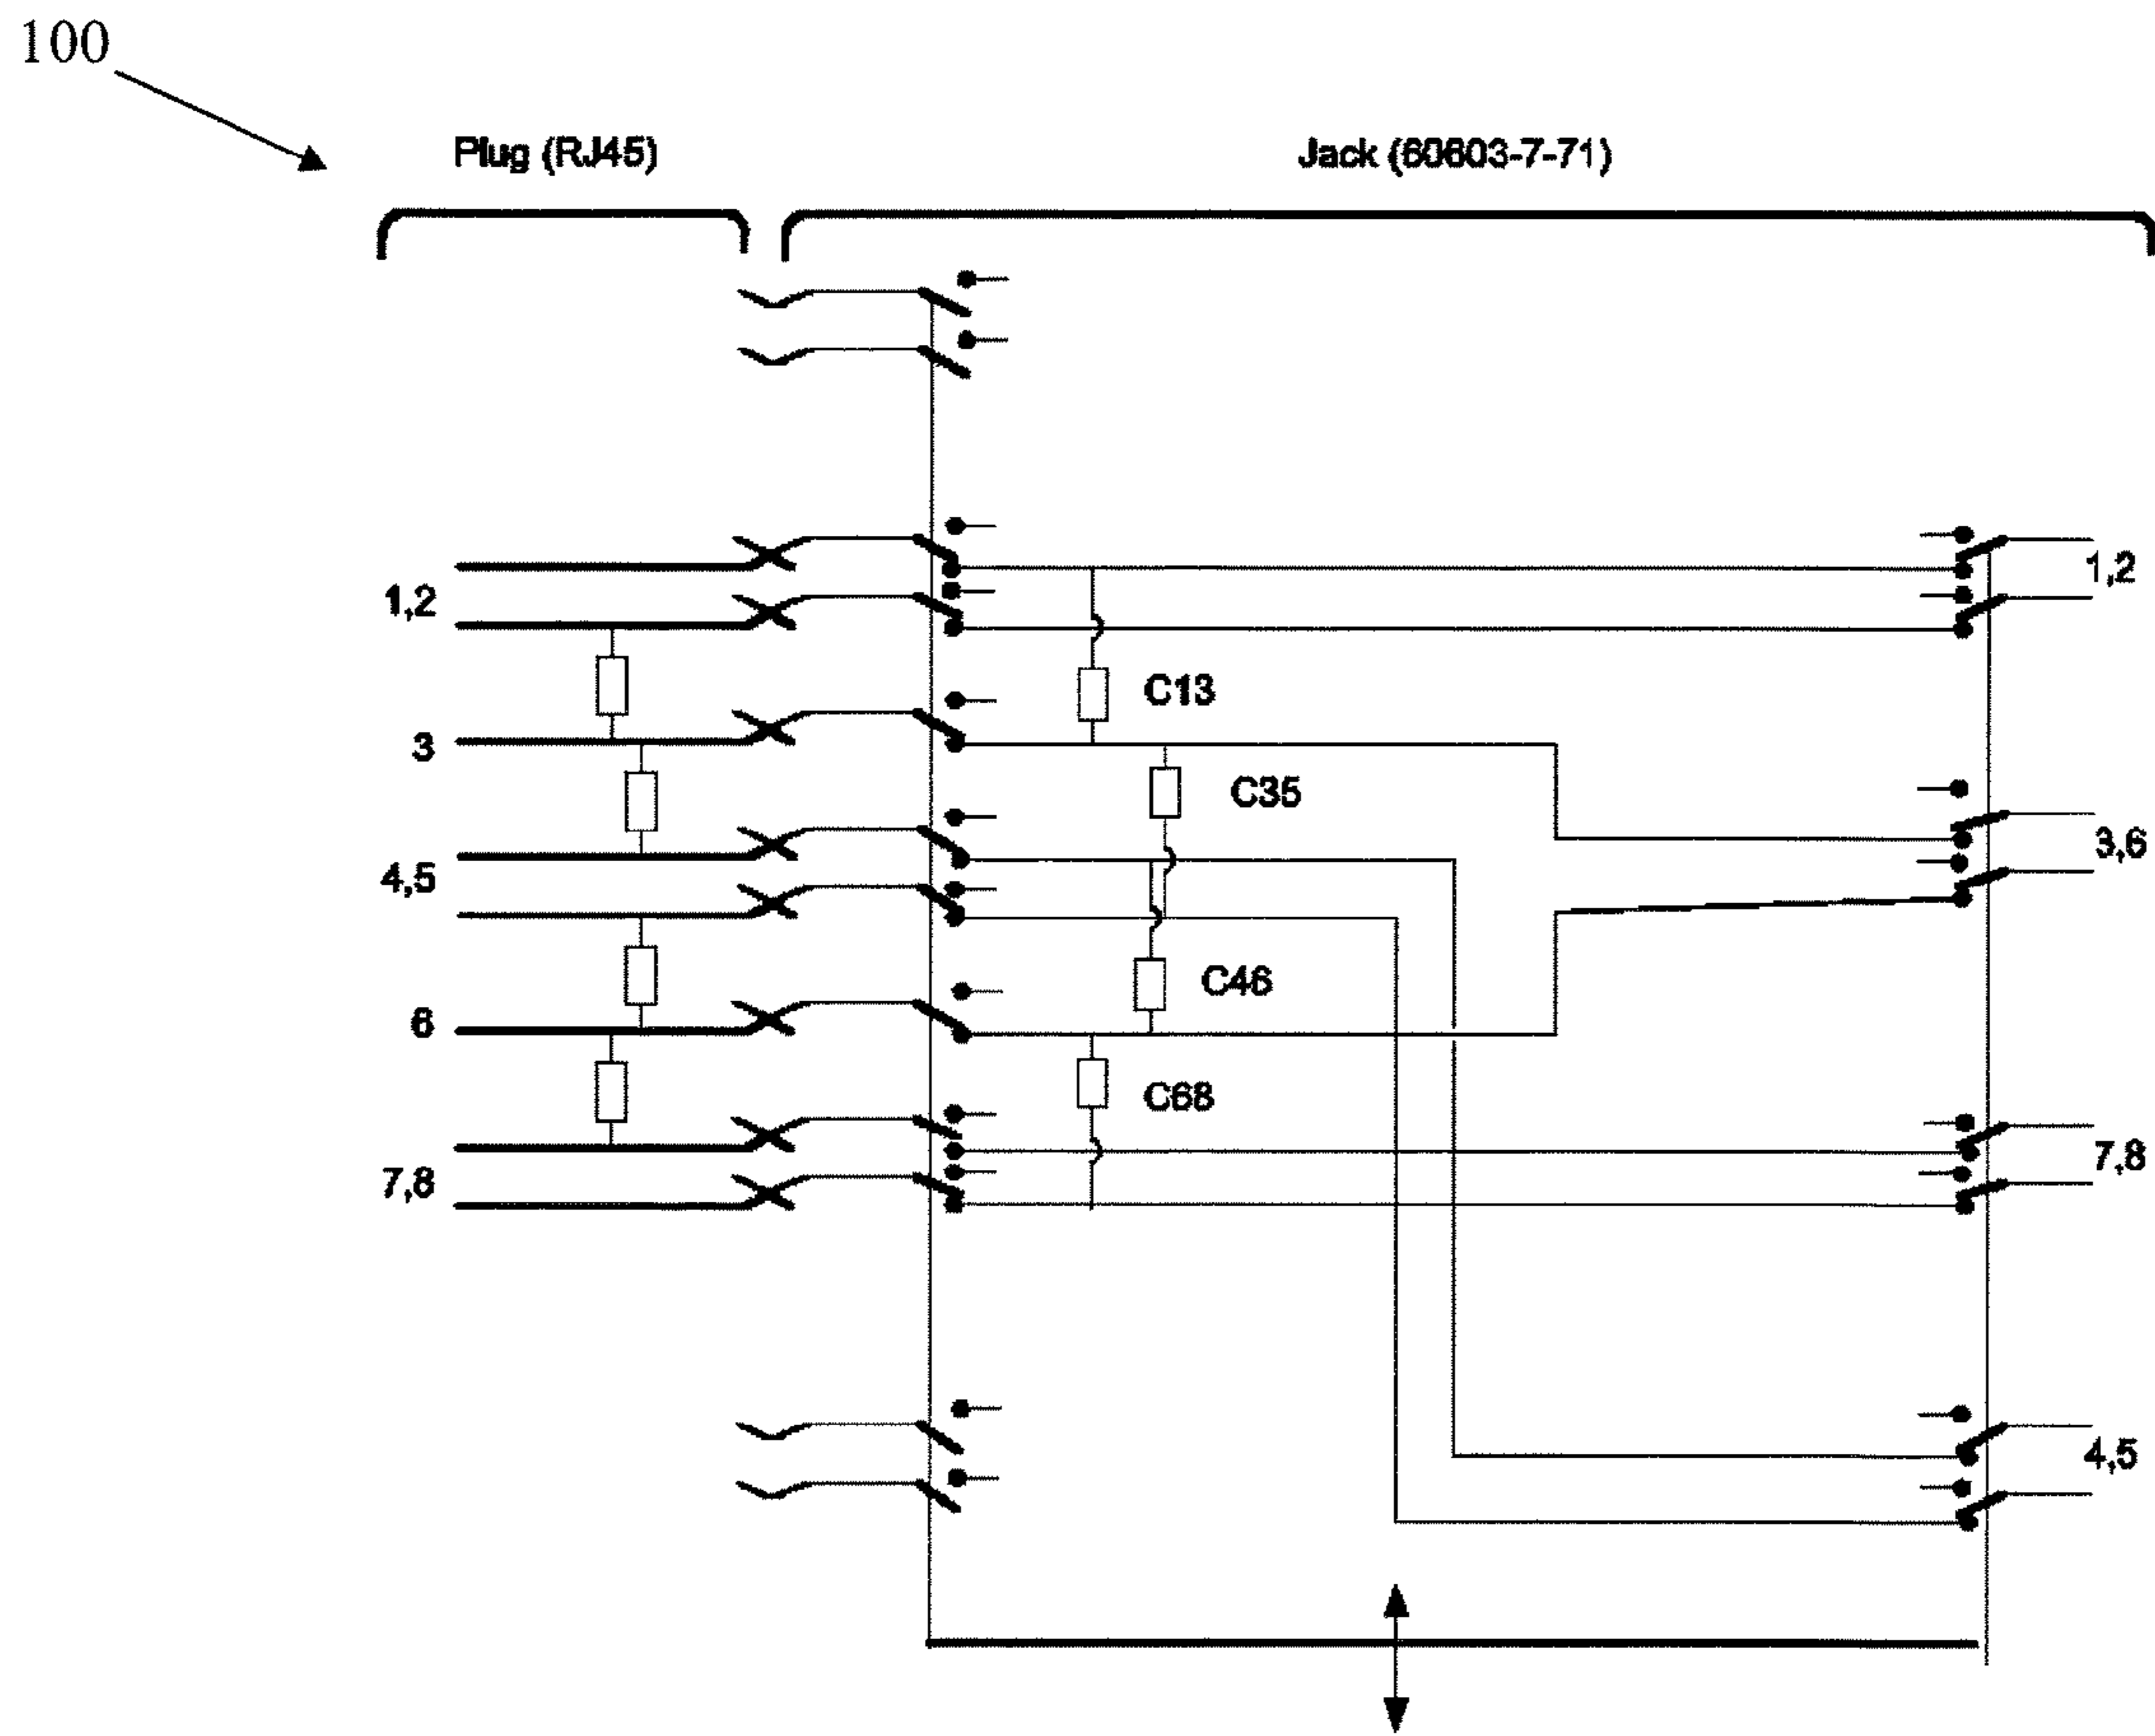 100
Plug (RJ45)
Jack (60603-7-71)
1,2
1,2
C13
3
C35
3,6
4,5
C46
6
C68
7,8
7,8
4,5